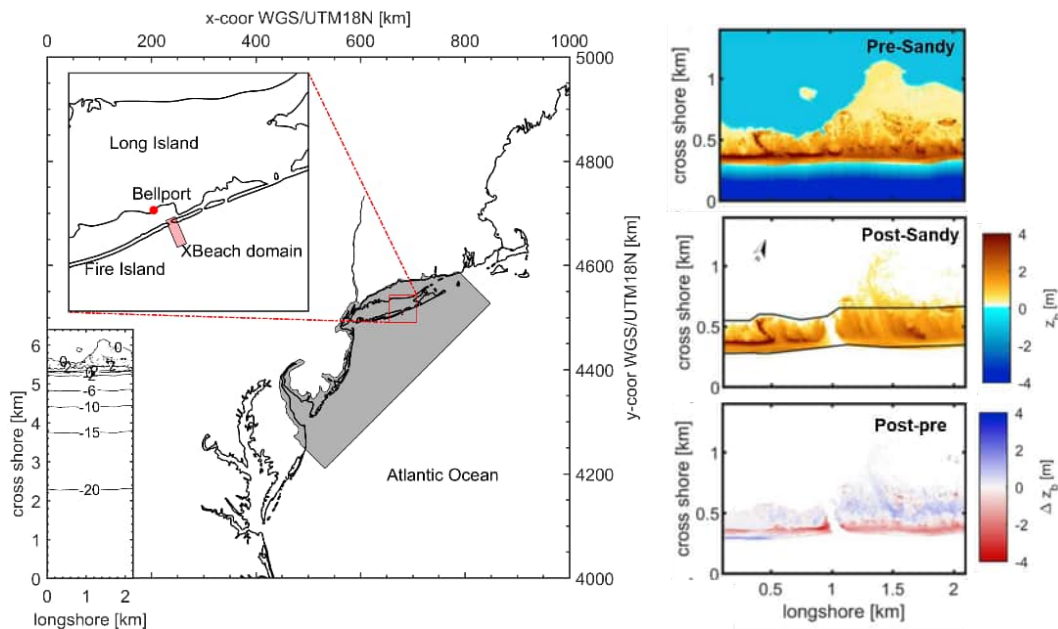 x-coor WGS/UTM18N [km]
0 200 400 600 800 1000
5000
4800
4600
4400
4200
4000
y-coor WGS/UTM18N [km]
Long Island
Bellport
XBeach domain
Fire Island
Atlantic Ocean
cross shore [km]
6
5
4
3
2
1
0
0 0
-2
-6
-10
-15
-20
0 1 2
longshore [km]
Pre-Sandy
cross shore [km]
1
0.5
0
Post-Sandy
cross shore [km]
1
0.5
0
4
2
0
-2
-4
z_b [m]
Post-pre
cross shore [km]
1
0.5
0
0.5 1 1.5 2
longshore [km]
4
2
0
-2
-4
Δ z_b [m]